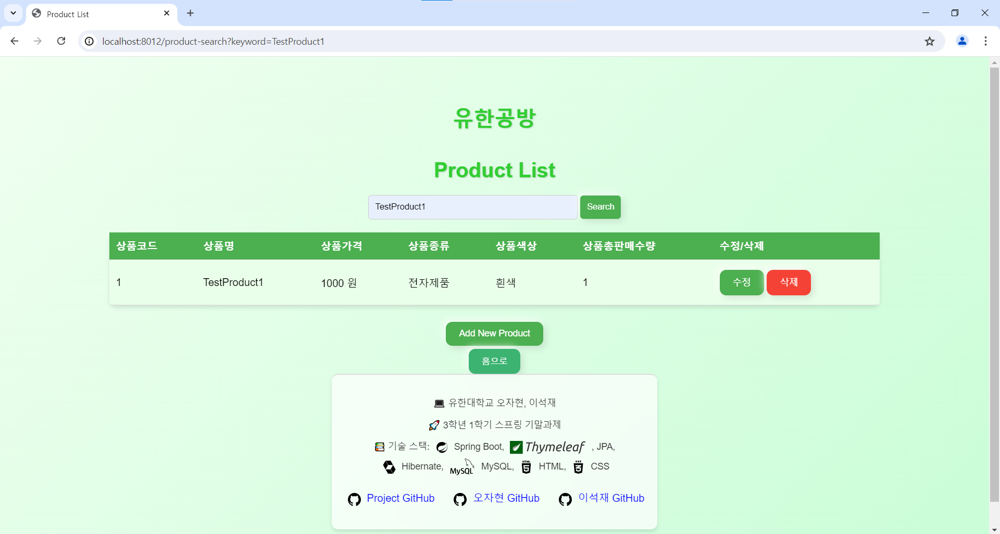 Product List
localhost:8012/product-search?keyword=TestProduct1
유한공방
Product List
TestProduct1 Search
상품코드 상품명 상품가격 상품종류 상품색상 상품총판매수량 수정/삭제
1 TestProduct1 1000 원 전자제품 흰색 1 수정 삭제
Add New Product
홈으로
유한대학교 오자현, 이석재
3학년 1학기 스프링 기말과제
기술 스택: Spring Boot, Thymeleaf , JPA,
Hibernate, MySQL MySQL, HTML 5 HTML, CSS 3 CSS
Project GitHub 오자현 GitHub 이석재 GitHub